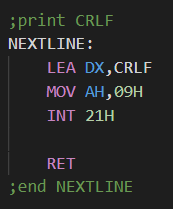 ;print CRLF
NEXTLINE:
LEA DX,CRLF
MOV AH,09H
INT 21H
RET
;end NEXTLINE